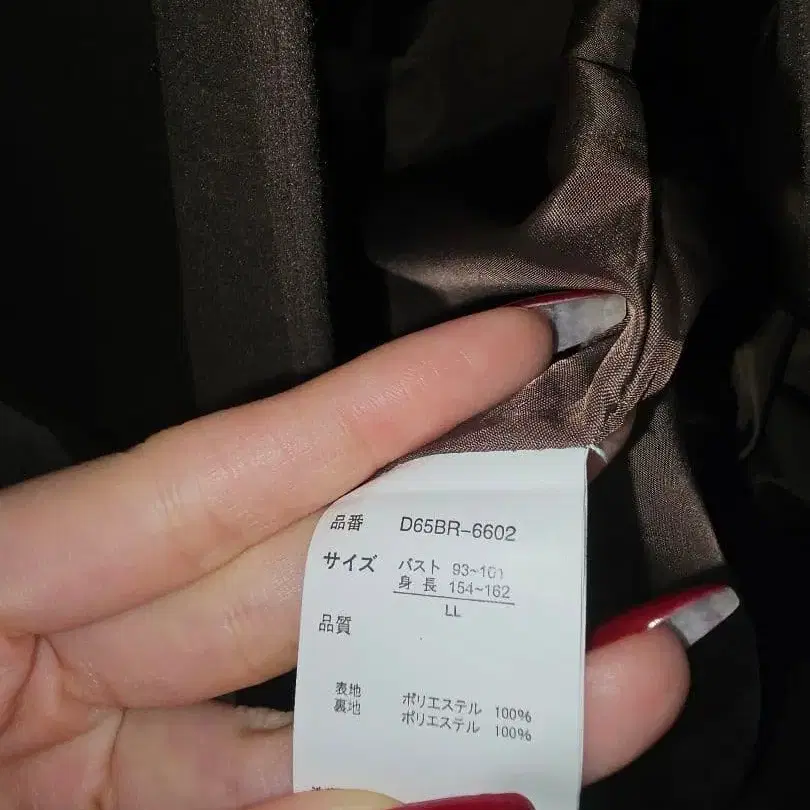 品番 D65BR-6602
サイズ バスト 93~101
身長 154~162
LL
品質
表地 ポリエステル 100%
裏地 ポリエステル 100%